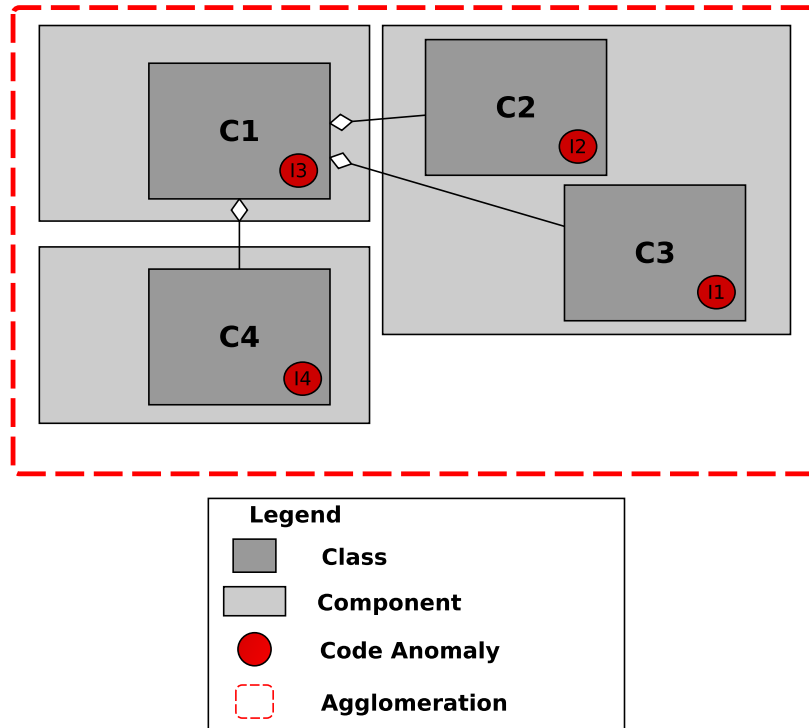 C1
I3
C2
I2
C3
I1
C4
I4
Legend
Class
Component
Code Anomaly
Agglomeration